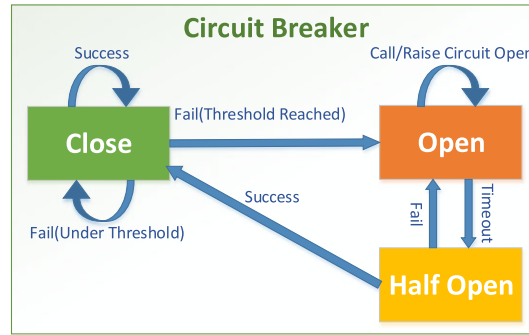 Circuit Breaker
Success
Call/Raise Circuit Open
Fail(Threshold Reached)
Close
Open
Success
Fail
Timeout
Fail(Under Threshold)
Half Open